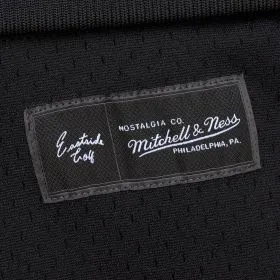 Eastside
Golf
NOSTALGIA CO.
Mitchell & Ness
PHILADELPHIA, PA.